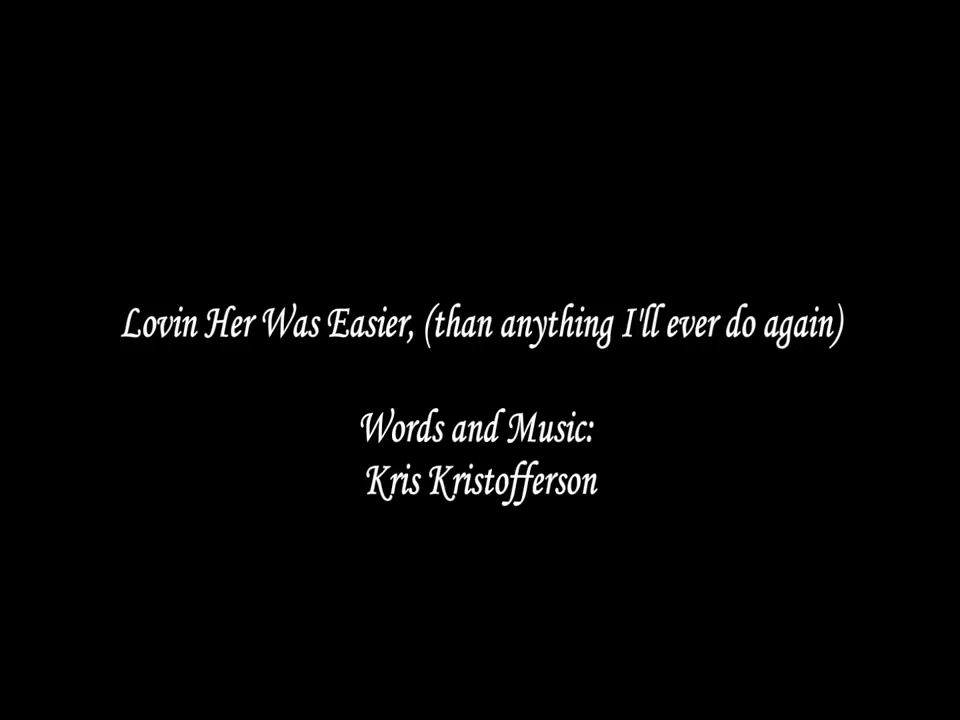 Lovin Her Was Easier, (than anything I'll ever do again)
Words and Music:
Kris Kristofferson